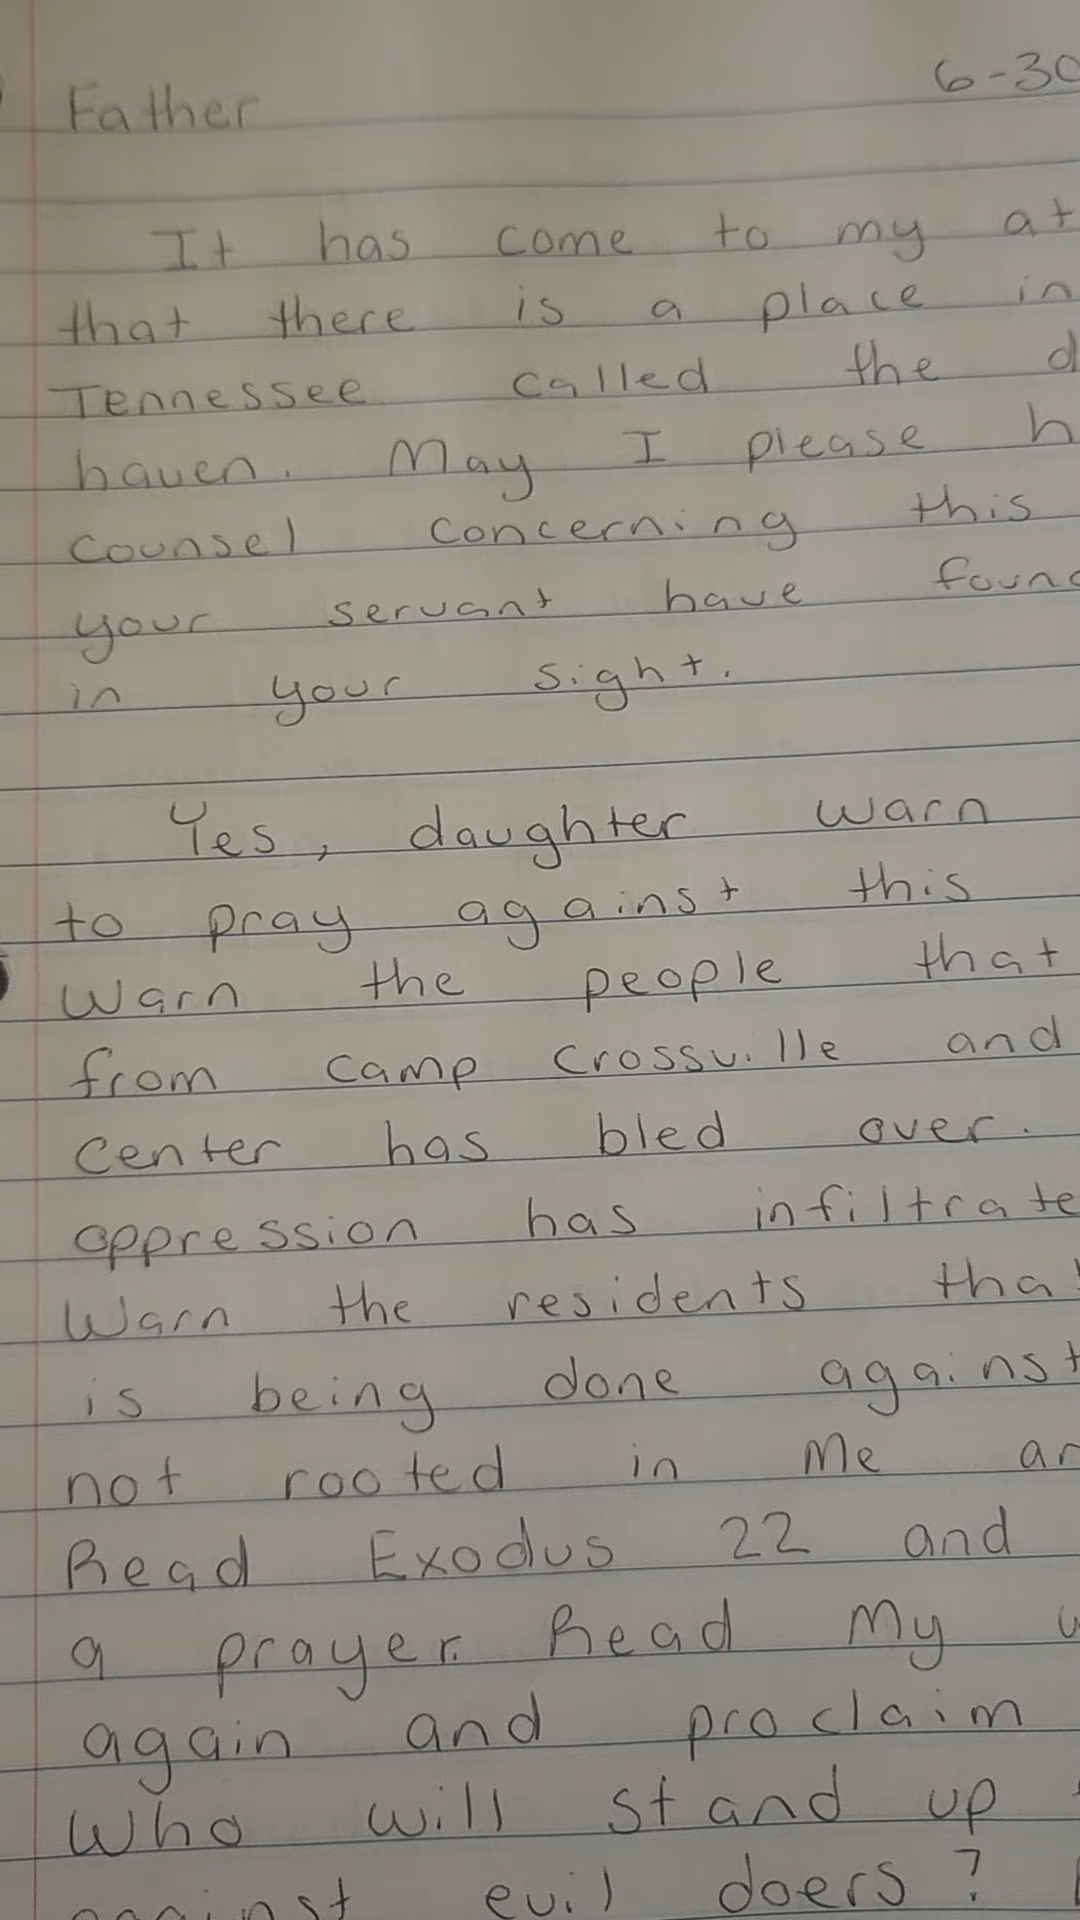 6-30
Father
It has come to my at
that there is a place in
Tennessee called the d
haven. May I please h
counsel concerning this
your servant have found
in your sight.
Yes, daughter warn
to pray against this
Warn the people that
from camp crossville and
center has bled over.
oppression has infiltrate
Warn the residents that
is being done against
not rooted in Me an
Read Exodus 22 and
a prayer. Read My w
again and proclaim
Who will stand up
against evil doers?